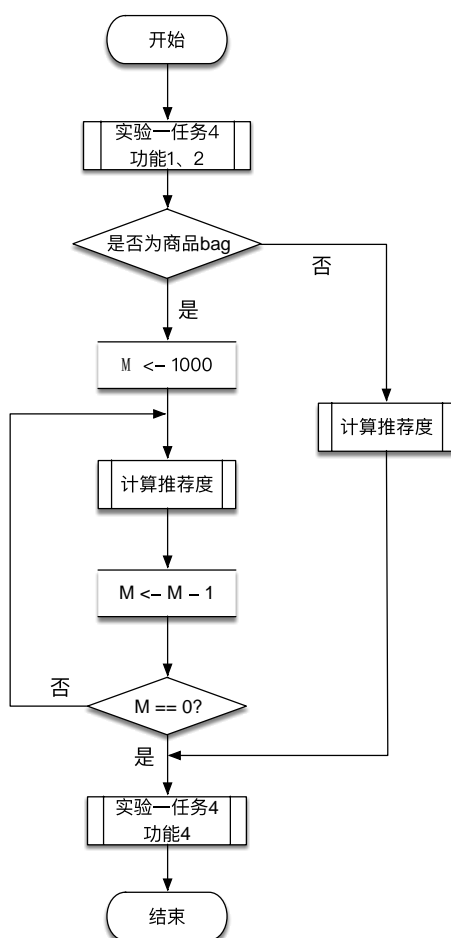 开始
实验一任务4
功能1、2
是否为商品bag
否
是
M <- 1000
计算推荐度
计算推荐度
M <- M - 1
否
M == 0?
是
实验一任务4
功能4
结束